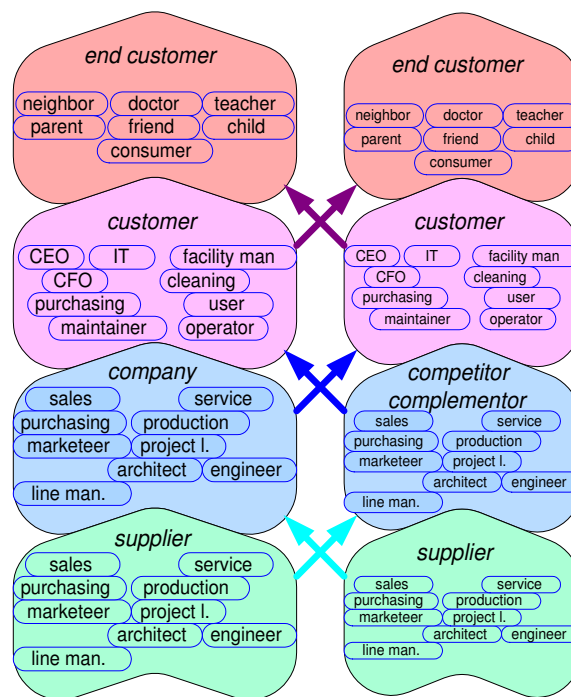 end customer
neighbor doctor teacher
parent friend child
consumer
customer
CEO IT facility man
CFO cleaning
purchasing user
maintainer operator
company
sales service
purchasing production
marketeer project l.
architect engineer
line man.
supplier
sales service
purchasing production
marketeer project l.
architect engineer
line man.
end customer
neighbor doctor teacher
parent friend child
consumer
customer
CEO IT facility man
CFO cleaning
purchasing user
maintainer operator
competitor
complementor
sales service
purchasing production
marketeer project l.
architect engineer
line man.
supplier
sales service
purchasing production
marketeer project l.
architect engineer
line man.